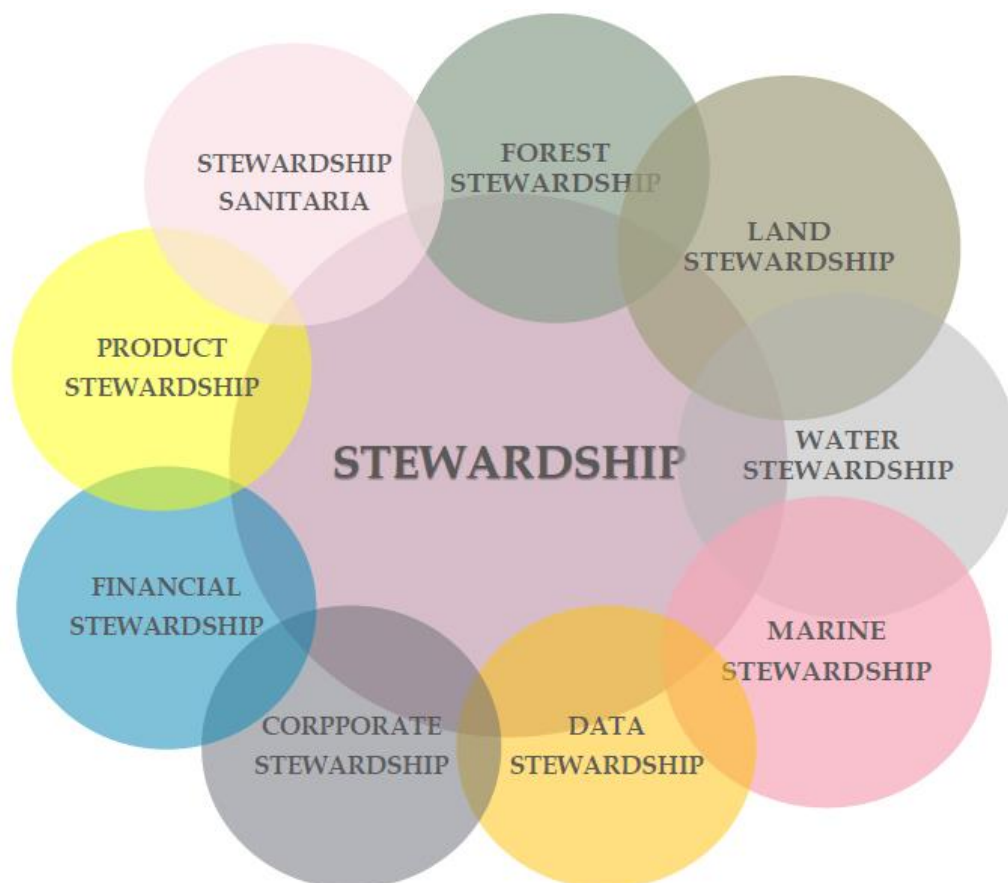 STEWARDSHIP
SANITARIA
FOREST
STEWARDSHIP
LAND
STEWARDSHIP
PRODUCT
STEWARDSHIP
STEWARDSHIP
WATER
STEWARDSHIP
FINANCIAL
STEWARDSHIP
MARINE
STEWARDSHIP
CORPPORATE
STEWARDSHIP
DATA
STEWARDSHIP